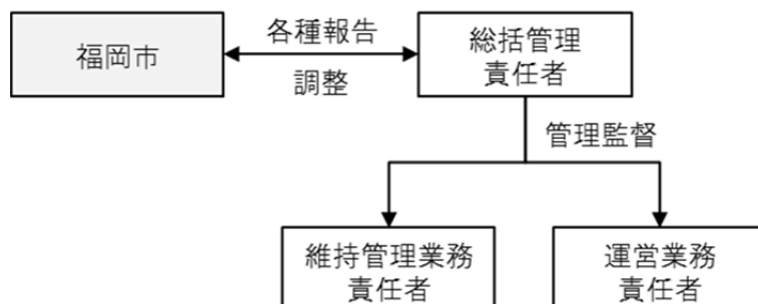 福岡市
各種報告
調整
総括管理
責任者
管理監督
維持管理業務
責任者
運営業務
責任者